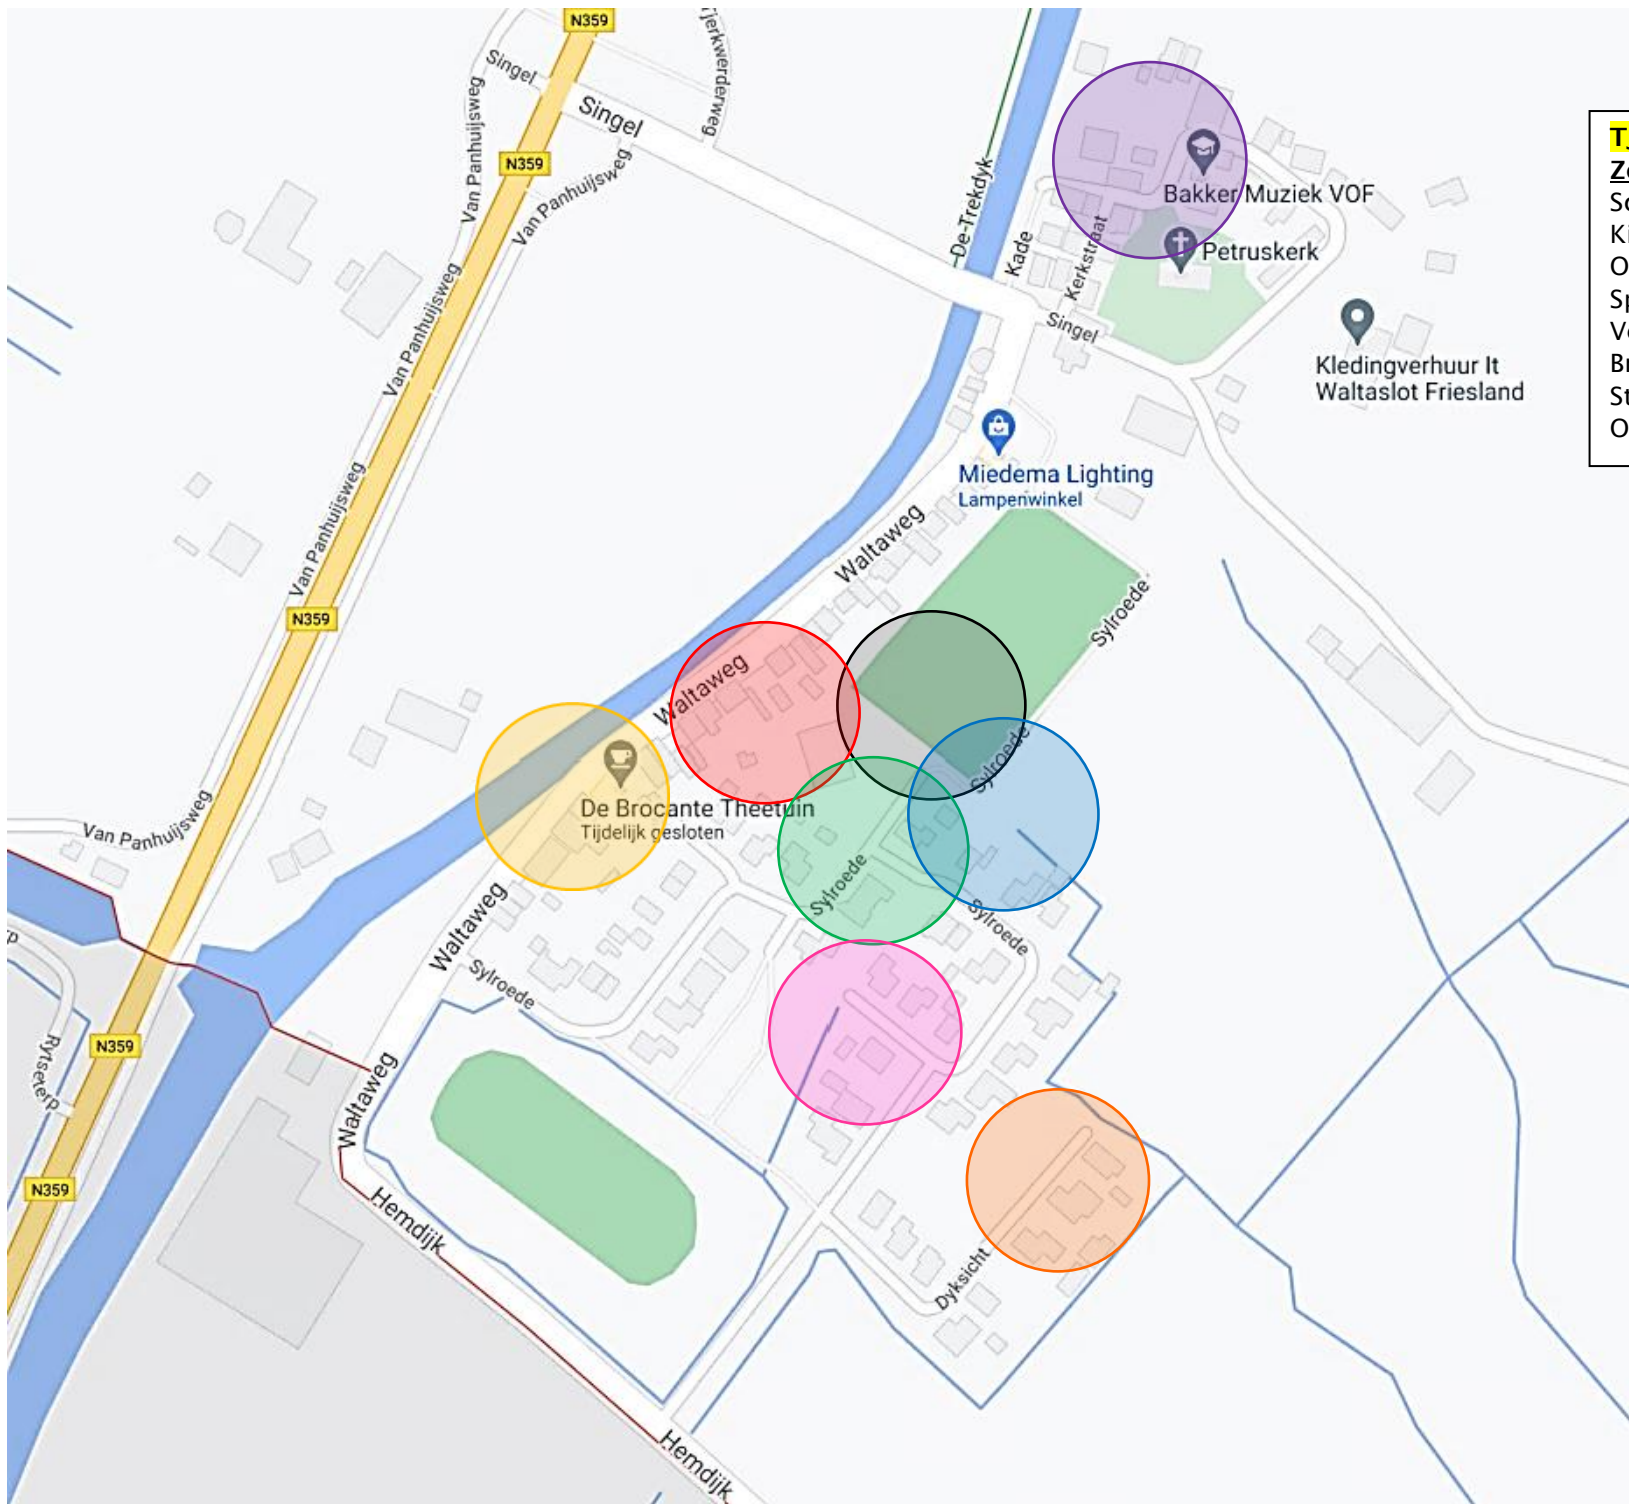 N359
Singel
Tjerkwerderweg
Singel
Van Panhuijsweg
N359
Van Panhuijsweg
De Trekdyk
Kade
Kerkstraat
Bakker Muziek VOF
Petruskerk
Singel
Van Panhuijsweg
Kledingverhuur It
Waltaslot Friesland
Miedema Lighting
Lampenwinkel
Van Panhuijsweg
Waltaweg
N359
Sylroede
Waltaweg
Sylroede
De Brocante Theetuin
Tijdelijk gesloten
Van Panhuijsweg
Sylroede
Waltaweg
Sylroede
Sylroede
N359
Rytseterp
Waltaweg
N359
Hemdijk
Dyksicht
Hemdijk